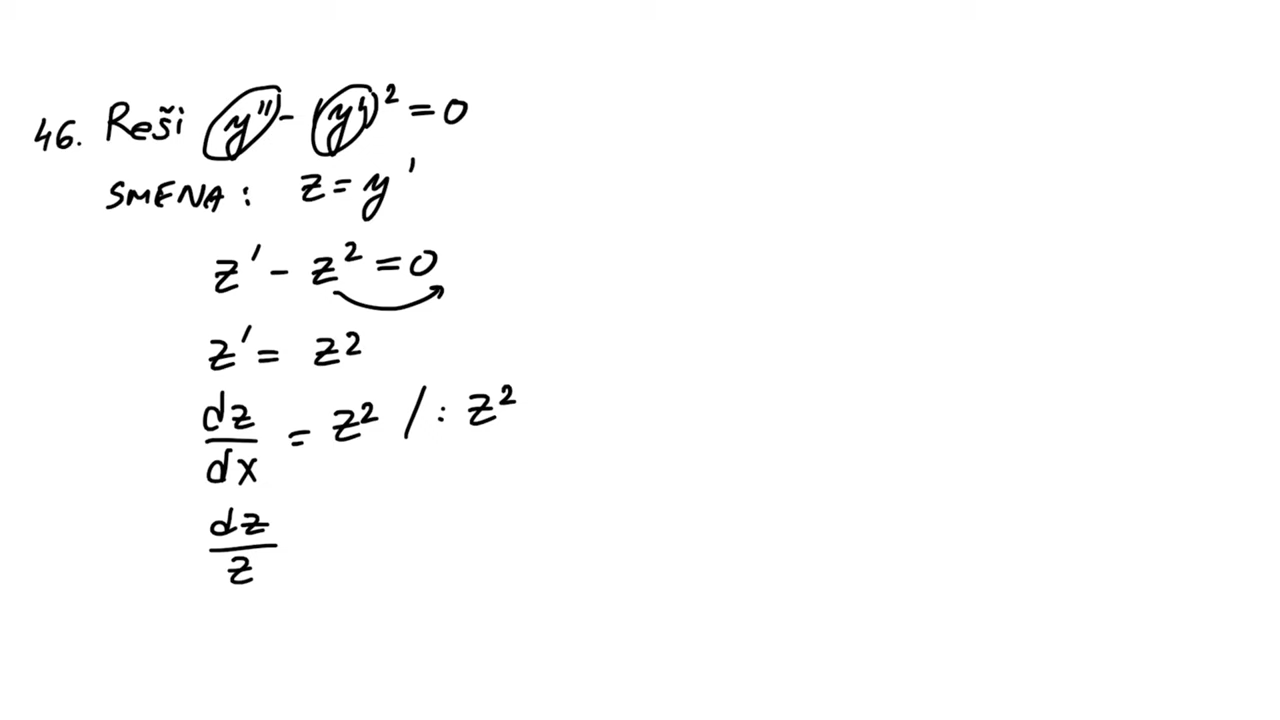 46. Reši y'' - (y')² = 0
SMENA: z = y'
z' - z² = 0
z' = z²
dz/dx = z² / : z²
dz/z